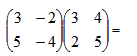 (3 -2) (3 4) =
(5 -4) (2 5)